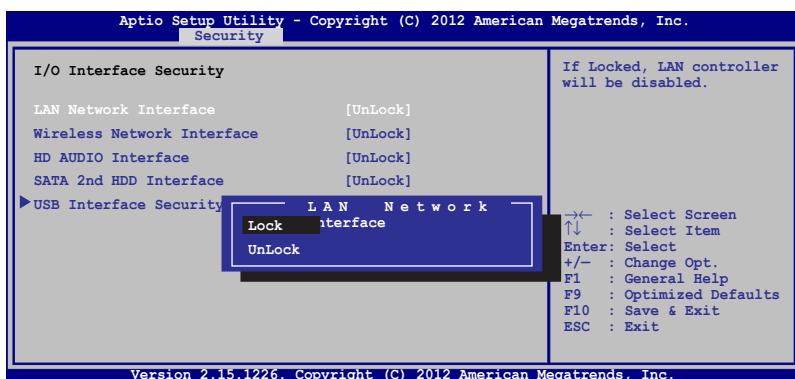 Aptio Setup Utility - Copyright (C) 2012 American Megatrends, Inc.
Security
I/O Interface Security
LAN Network Interface [UnLock]
Wireless Network Interface [UnLock]
HD AUDIO Interface [UnLock]
SATA 2nd HDD Interface [UnLock]
USB Interface Security
LAN Network
nterface
Lock
UnLock
If Locked, LAN controller
will be disabled.
→← : Select Screen
↑↓ : Select Item
Enter: Select
+/— : Change Opt.
F1 : General Help
F9 : Optimized Defaults
F10 : Save & Exit
ESC : Exit
Version 2.15.1226. Copyright (C) 2012 American Megatrends, Inc.